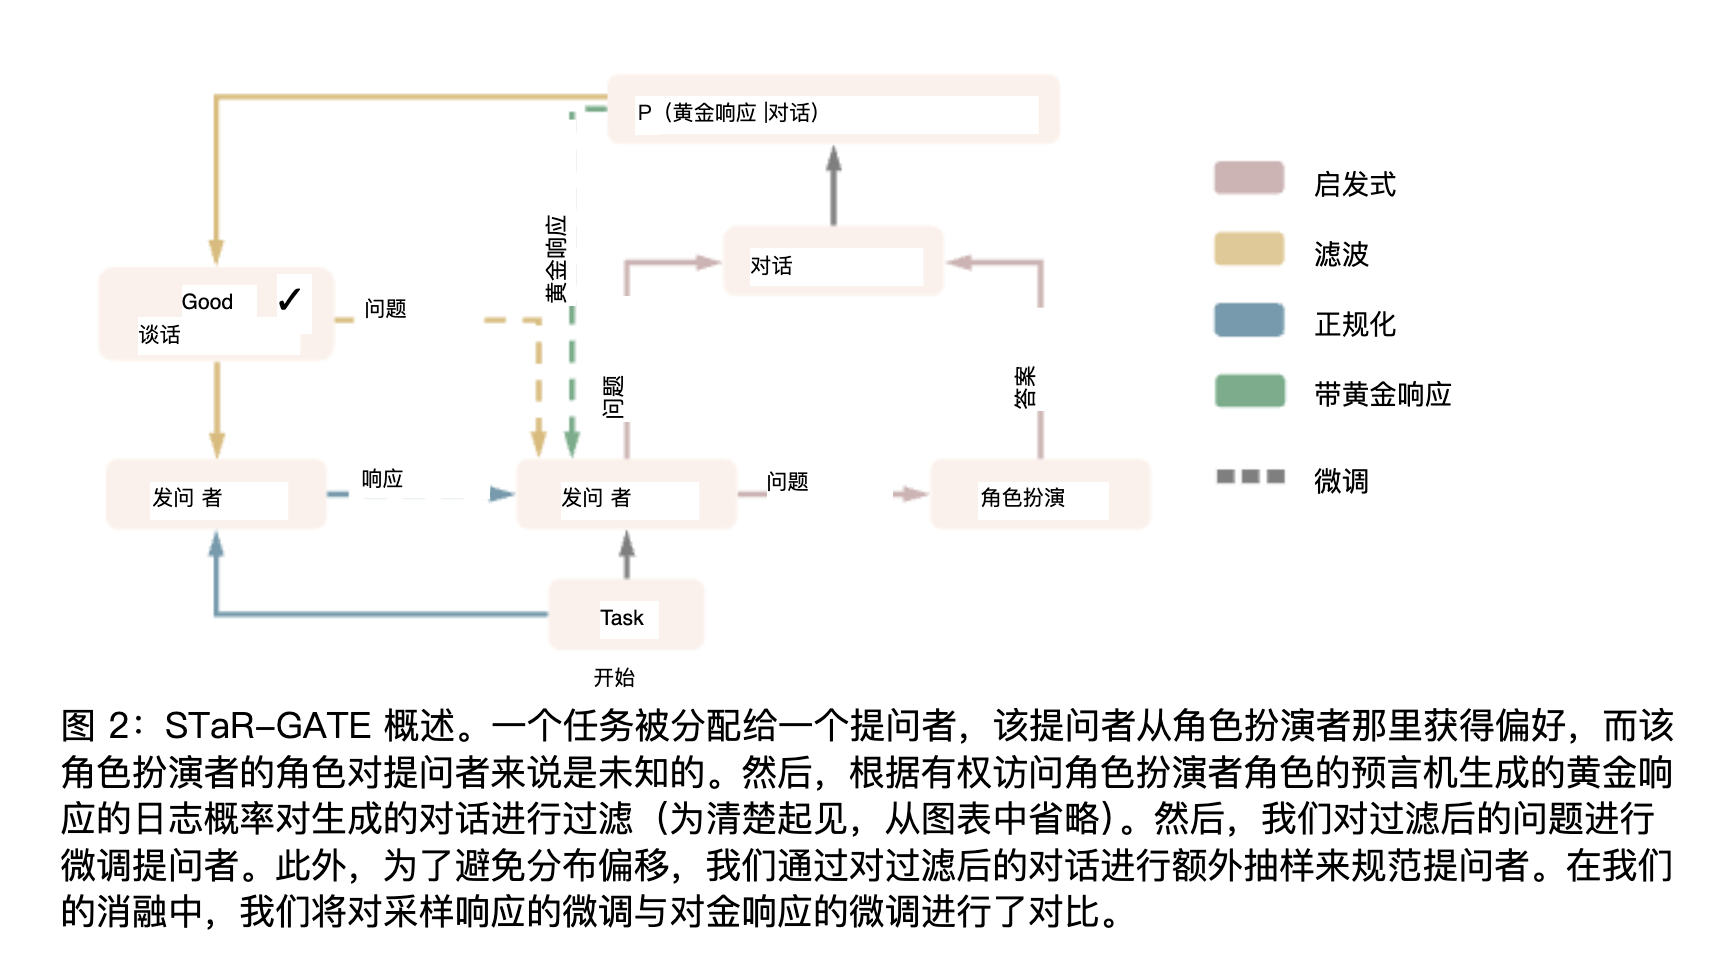 P（黄金响应 |对话）
启发式
滤波
正规化
带黄金响应
微调
黄金响应
对话
Good ✓
谈话
问题
问题
答案
发问 者
响应
发问 者
问题
角色扮演
Task
开始
图 2：STaR-GATE 概述。一个任务被分配给一个提问者，该提问者从角色扮演者那里获得偏好，而该
角色扮演者的角色对提问者来说是未知的。然后，根据有权访问角色扮演者角色的预言机生成的黄金响
应的日志概率对生成的对话进行过滤（为清楚起见，从图表中省略）。然后，我们对过滤后的问题进行
微调提问者。此外，为了避免分布偏移，我们通过对过滤后的对话进行额外抽样来规范提问者。在我们
的消融中，我们将对采样响应的微调与对金响应的微调进行了对比。